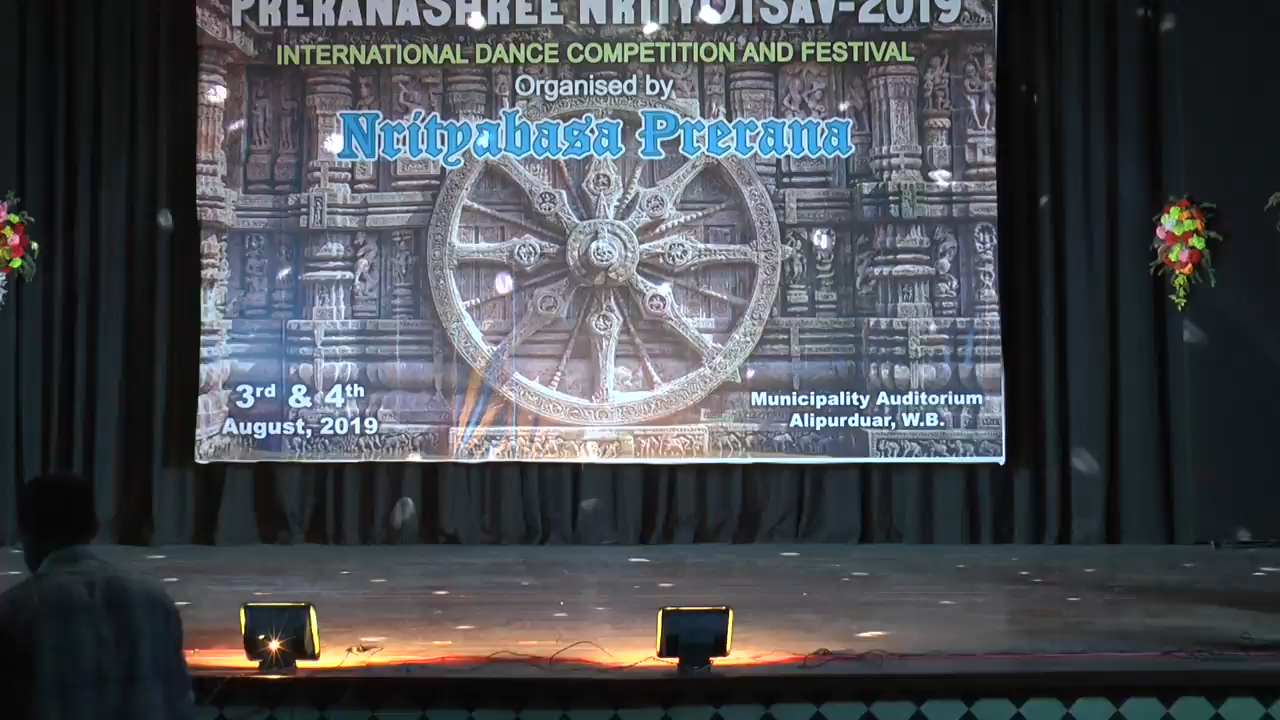 PRERANASHREE NRITYOTSAV-2019
INTERNATIONAL DANCE COMPETITION AND FESTIVAL
Organised by
Nrityabasa Prerana
3rd & 4th
August, 2019
Municipality Auditorium
Alipurduar, W.B.